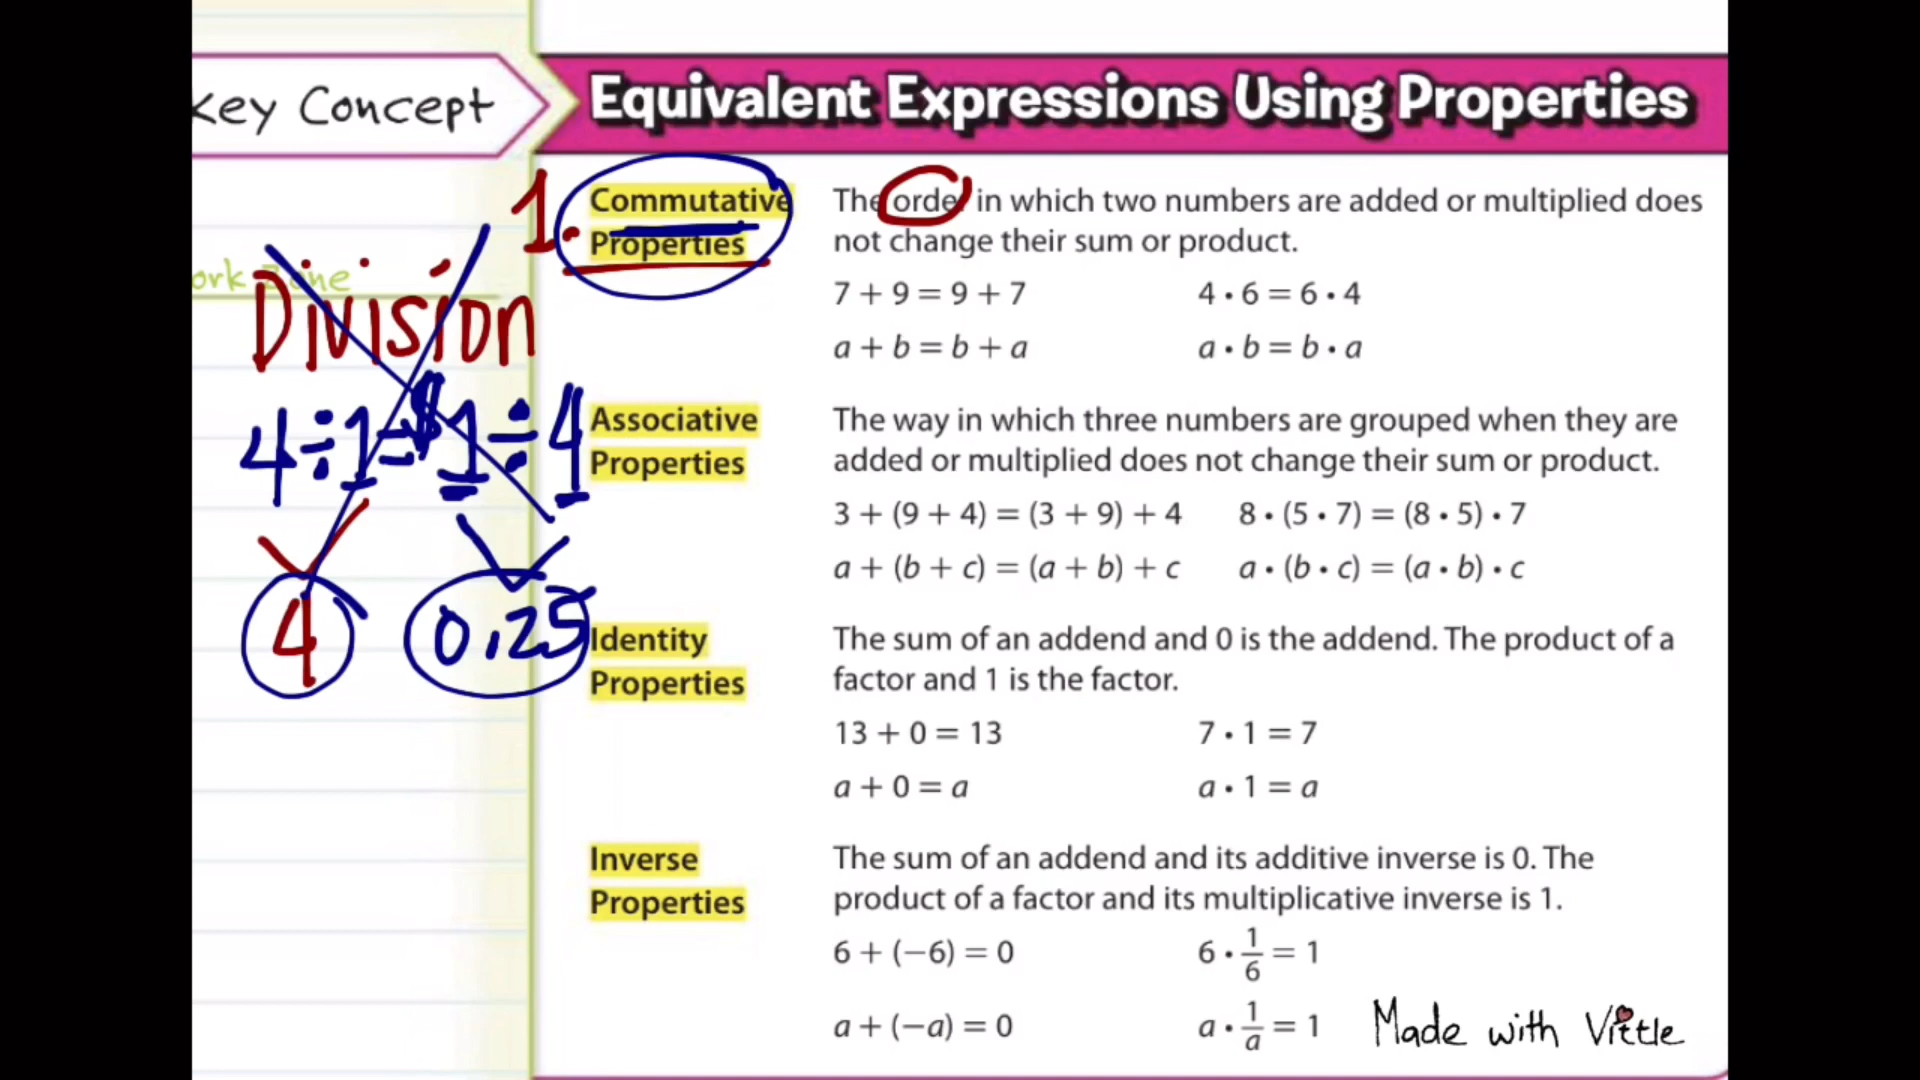 Key Concept
Equivalent Expressions Using Properties
ork Zone
Division
4 ÷ 1 = $1 ÷ 4
4
0.25
1.
Commutative
Properties
The order in which two numbers are added or multiplied does
not change their sum or product.
7 + 9 = 9 + 7
4 • 6 = 6 • 4
a + b = b + a
a • b = b • a
Associative
Properties
The way in which three numbers are grouped when they are
added or multiplied does not change their sum or product.
3 + (9 + 4) = (3 + 9) + 4
8 • (5 • 7) = (8 • 5) • 7
a + (b + c) = (a + b) + c
a • (b • c) = (a • b) • c
Identity
Properties
The sum of an addend and 0 is the addend. The product of a
factor and 1 is the factor.
13 + 0 = 13
7 • 1 = 7
a + 0 = a
a • 1 = a
Inverse
Properties
The sum of an addend and its additive inverse is 0. The
product of a factor and its multiplicative inverse is 1.
6 + (−6) = 0
6 • 1/6 = 1
a + (−a) = 0
a • 1/a = 1
Made with Vittle